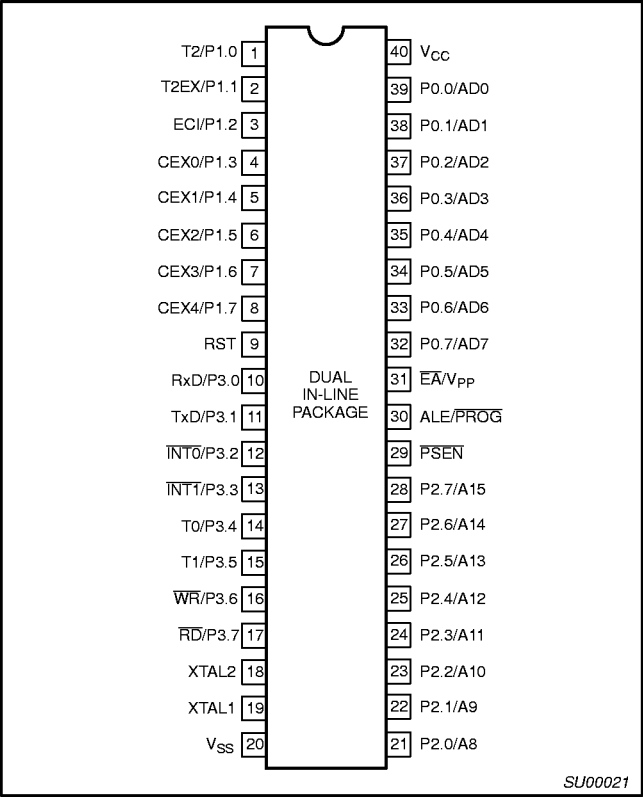 T2/P1.0 1
T2EX/P1.1 2
ECI/P1.2 3
CEX0/P1.3 4
CEX1/P1.4 5
CEX2/P1.5 6
CEX3/P1.6 7
CEX4/P1.7 8
RST 9
RxD/P3.0 10
TxD/P3.1 11
I̅N̅T̅0̅/P3.2 12
I̅N̅T̅1̅/P3.3 13
T0/P3.4 14
T1/P3.5 15
W̅R̅/P3.6 16
R̅D̅/P3.7 17
XTAL2 18
XTAL1 19
VSS 20
DUAL
IN-LINE
PACKAGE
40 VCC
39 P0.0/AD0
38 P0.1/AD1
37 P0.2/AD2
36 P0.3/AD3
35 P0.4/AD4
34 P0.5/AD5
33 P0.6/AD6
32 P0.7/AD7
31 E̅A̅/VPP
30 ALE/P̅R̅O̅G̅
29 P̅S̅E̅N̅
28 P2.7/A15
27 P2.6/A14
26 P2.5/A13
25 P2.4/A12
24 P2.3/A11
23 P2.2/A10
22 P2.1/A9
21 P2.0/A8
SU00021